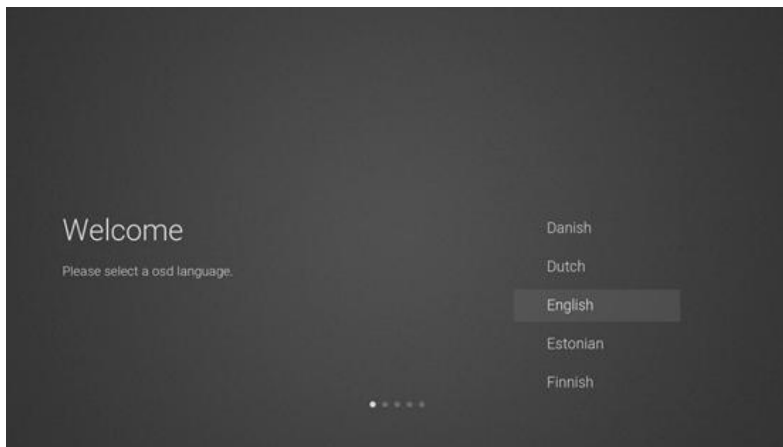 Welcome
Please select a osd language.
Danish
Dutch
English
Estonian
Finnish